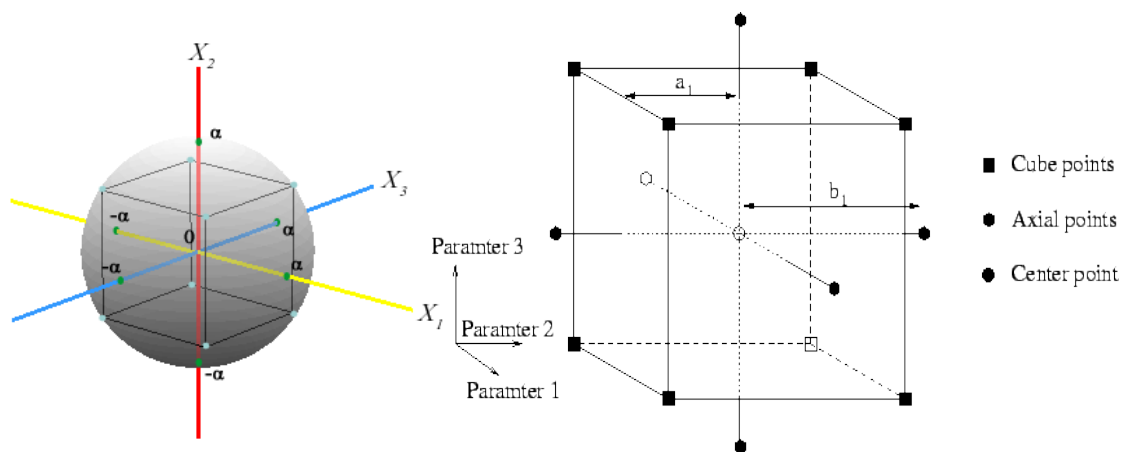 X2
α
X3
-α
0
α
-α
α
X1
-α
a1
b1
Paramter 3
Paramter 2
Paramter 1
Cube points
Axial points
Center point